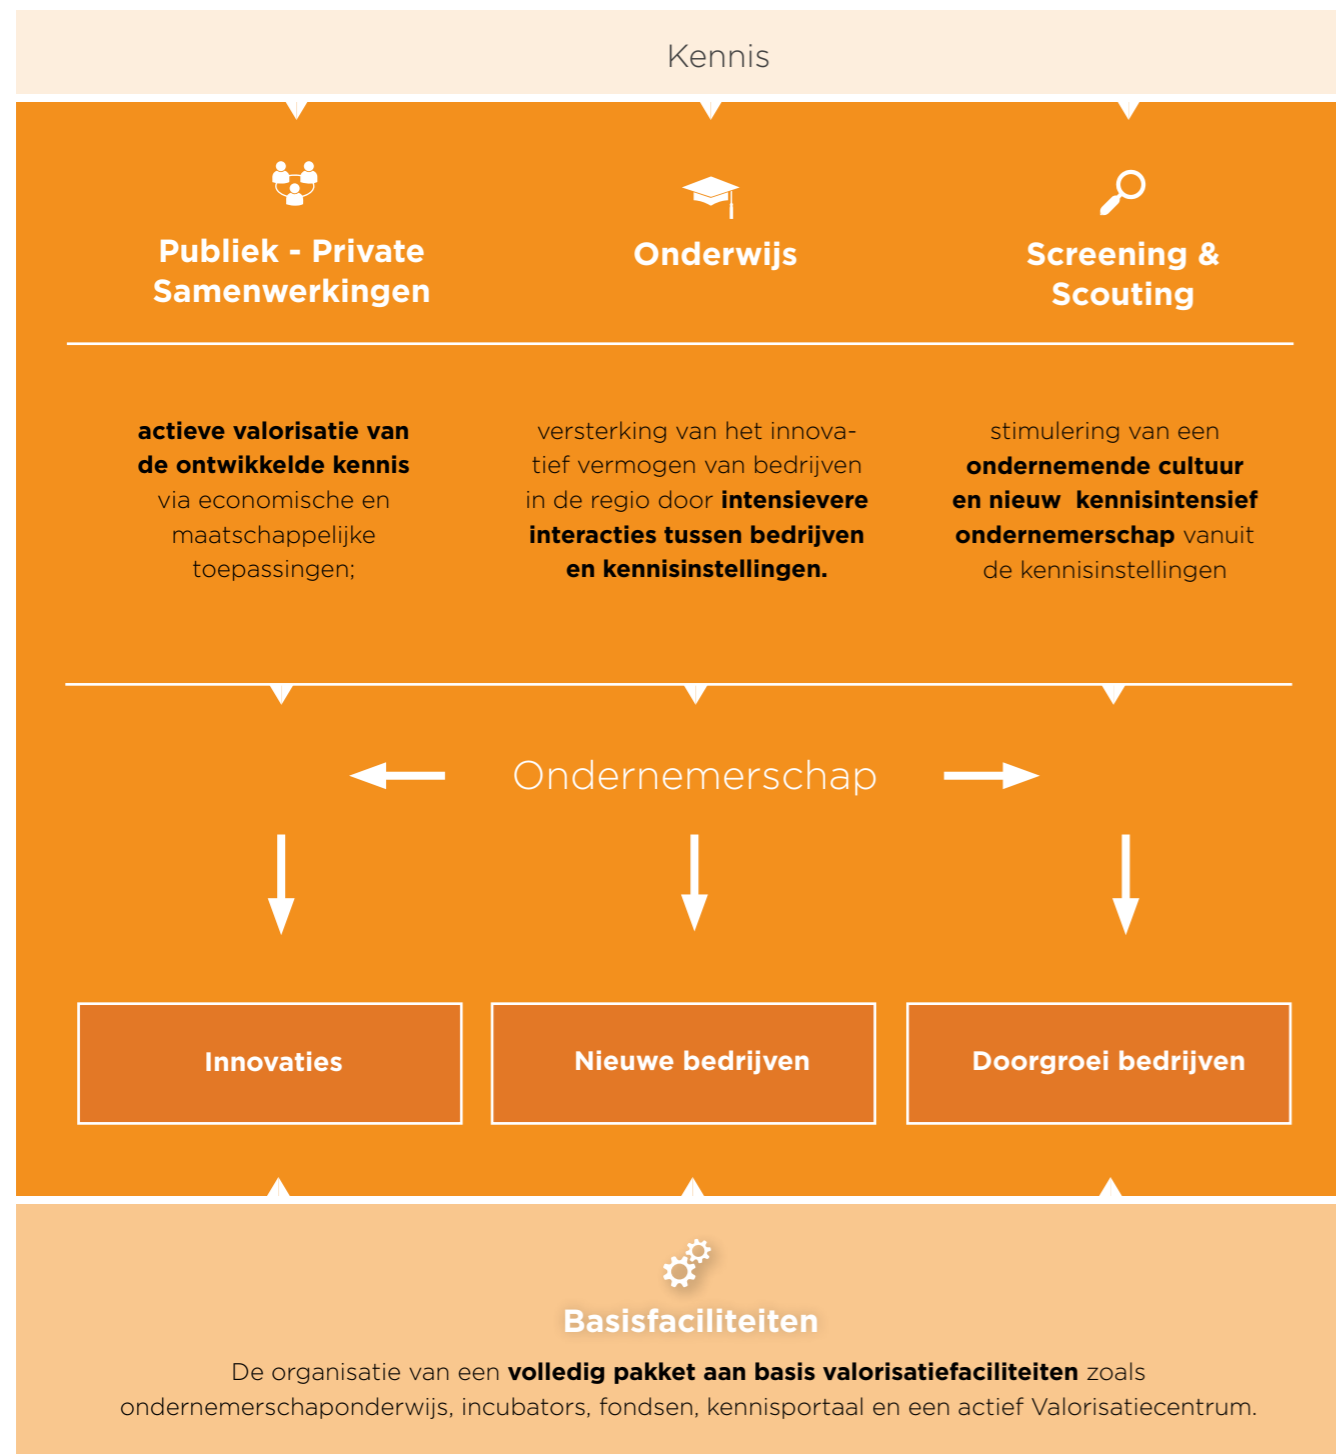 Kennis
Publiek - Private
Samenwerkingen
Onderwijs
Screening &
Scouting
actieve valorisatie van
de ontwikkelde kennis
via economische en
maatschappelijke
toepassingen;
versterking van het innova-
tief vermogen van bedrijven
in de regio door intensievere
interacties tussen bedrijven
en kennisinstellingen.
stimulering van een
ondernemende cultuur
en nieuw kennisintensief
ondernemerschap vanuit
de kennisinstellingen
Ondernemerschap
Innovaties
Nieuwe bedrijven
Doorgroei bedrijven
Basisfaciliteiten
De organisatie van een volledig pakket aan basis valorisatiefaciliteiten zoals
ondernemerschaponderwijs, incubators, fondsen, kennisportaal en een actief Valorisatiecentrum.